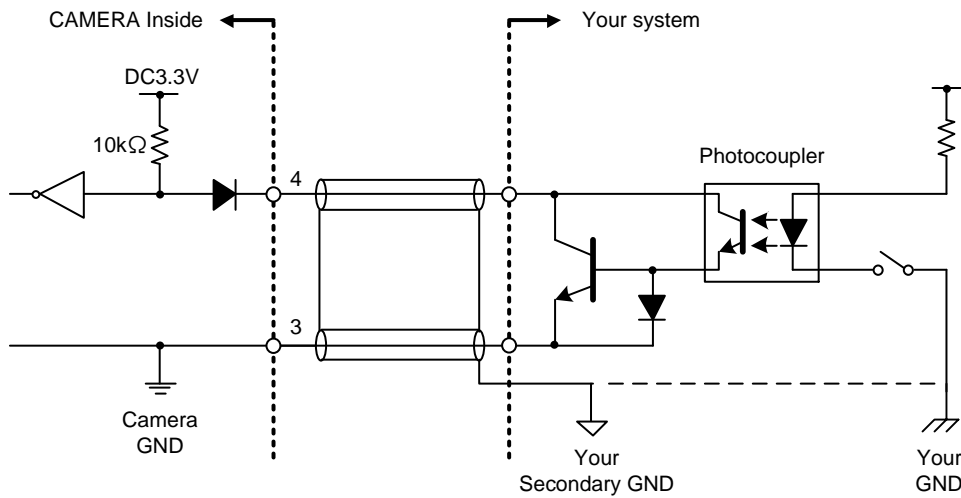 CAMERA Inside
Your system
DC3.3V
10kΩ
Photocoupler
4
3
Camera
GND
Your
Secondary GND
Your
GND